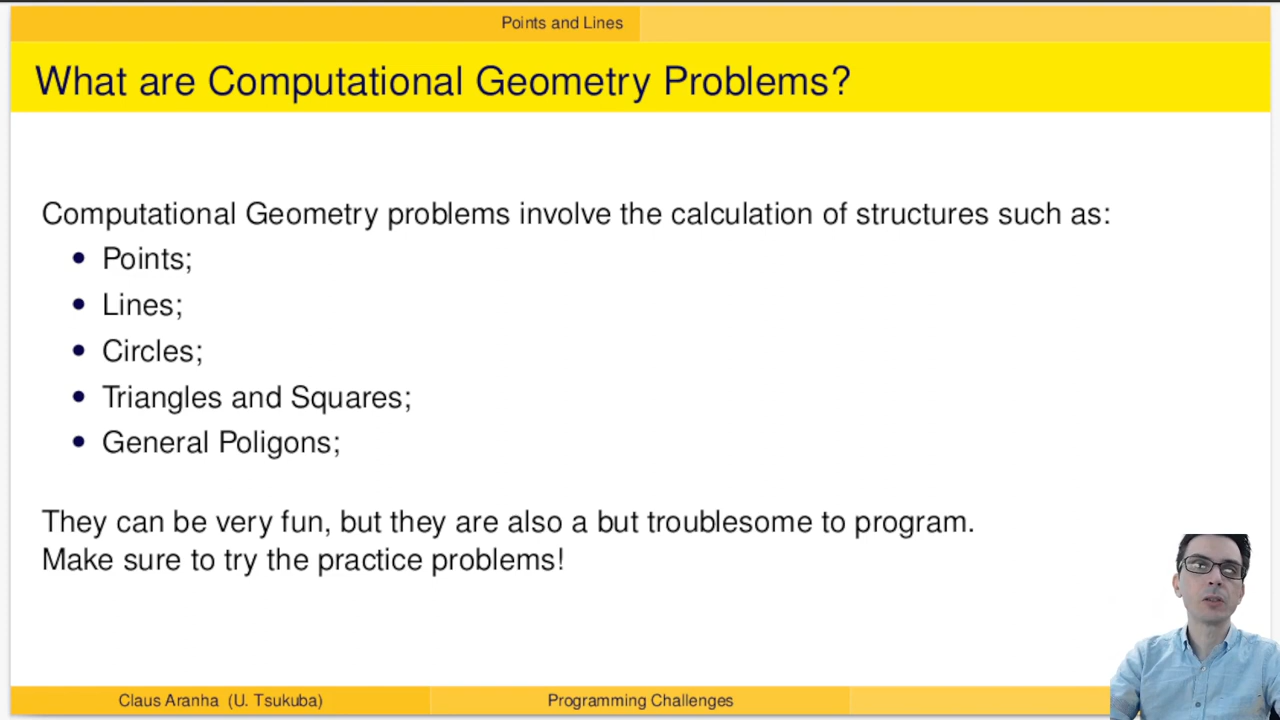 Points and Lines
What are Computational Geometry Problems?
Computational Geometry problems involve the calculation of structures such as:
• Points;
• Lines;
• Circles;
• Triangles and Squares;
• General Poligons;
They can be very fun, but they are also a but troublesome to program.
Make sure to try the practice problems!
Claus Aranha (U. Tsukuba)
Programming Challenges